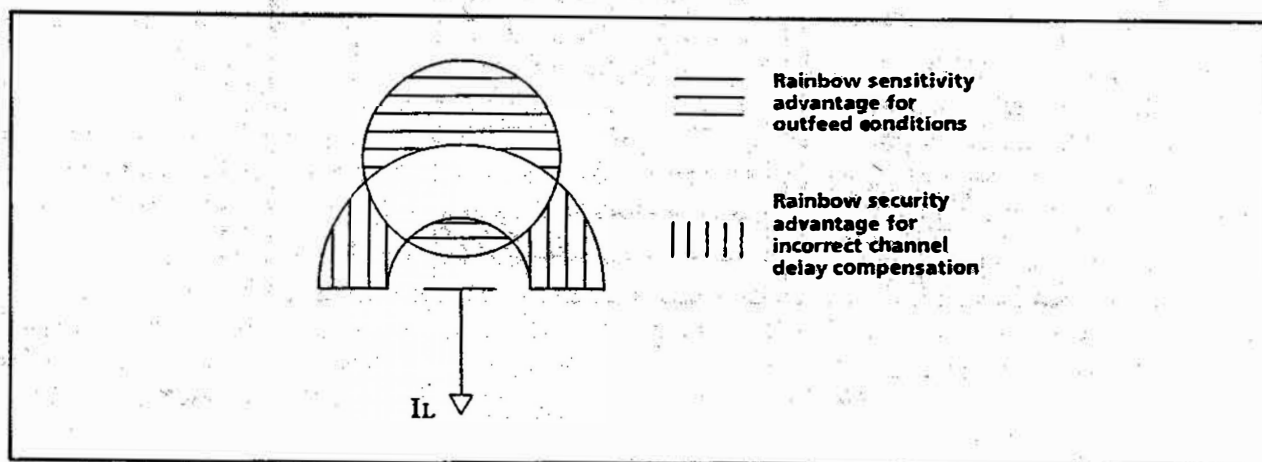 Rainbow sensitivity
advantage for
outfeed conditions
Rainbow security
advantage for
incorrect channel
delay compensation
IL